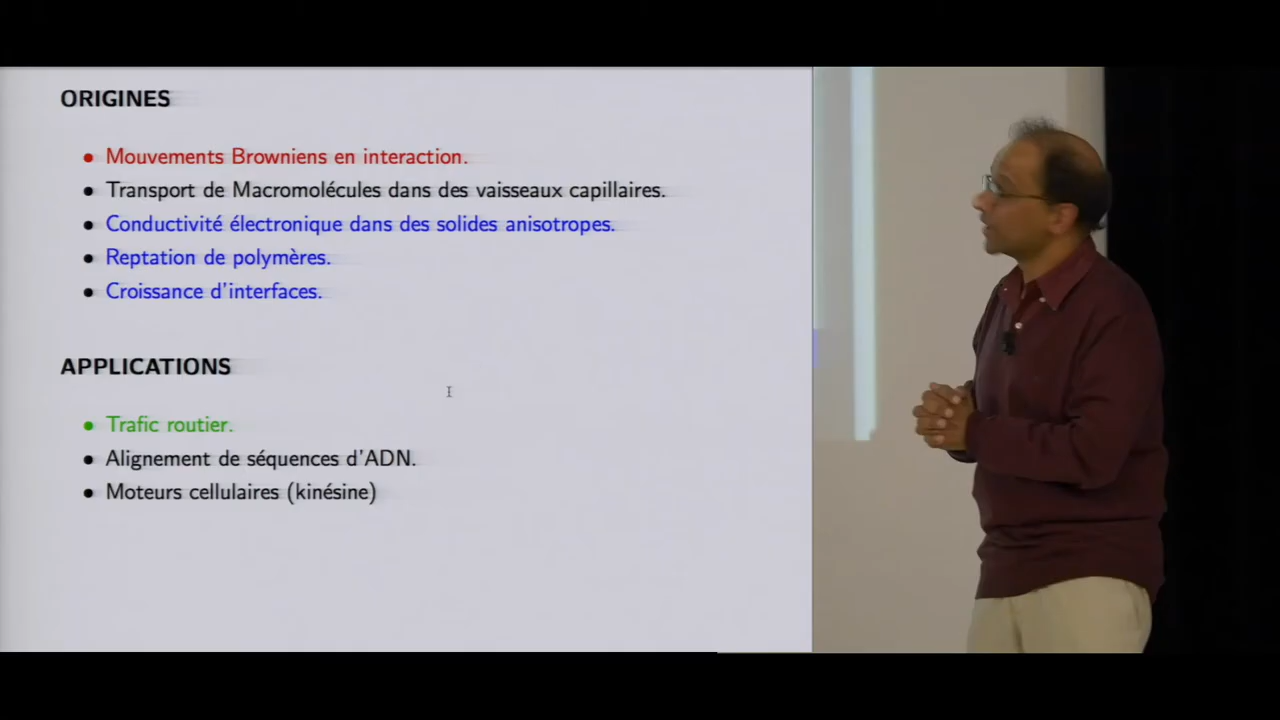 ORIGINES
• Mouvements Browniens en interaction.
• Transport de Macromolécules dans des vaisseaux capillaires.
• Conductivité électronique dans des solides anisotropes.
• Reptation de polymères.
• Croissance d'interfaces.
APPLICATIONS
• Trafic routier.
• Alignement de séquences d'ADN.
• Moteurs cellulaires (kinésine)